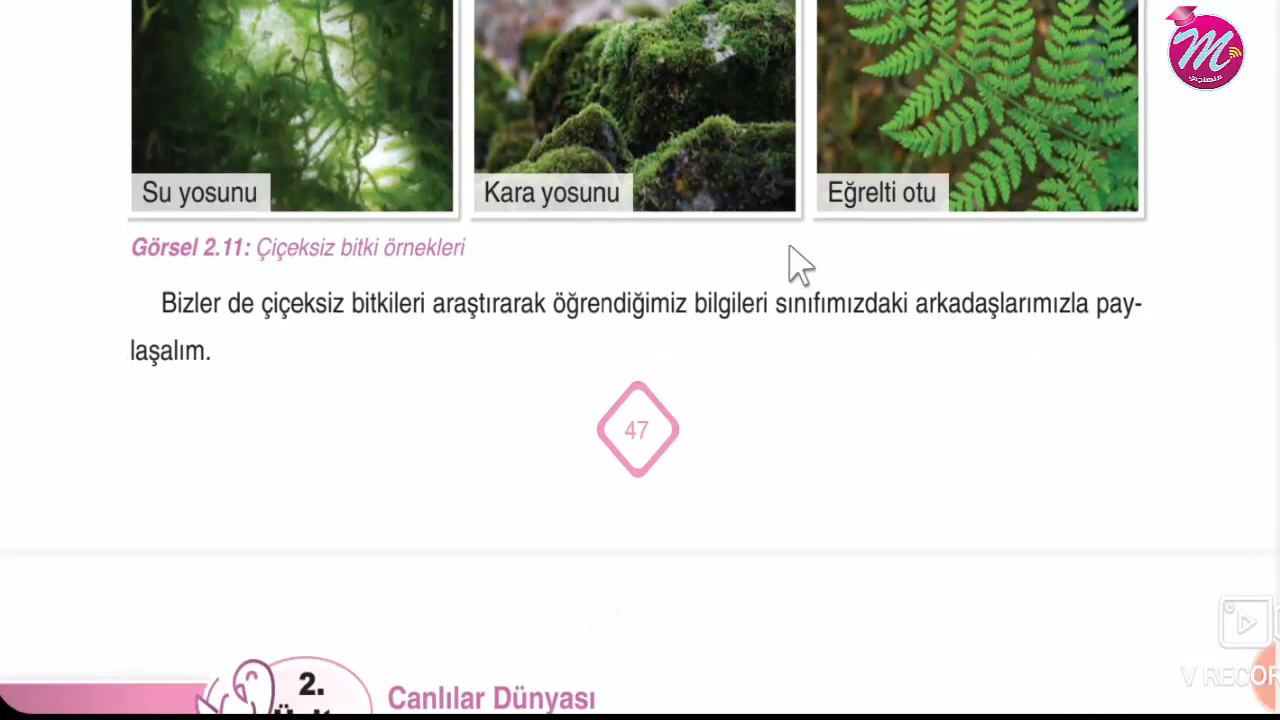 Su yosunu
Kara yosunu
Eğrelti otu
Görsel 2.11: Çiçeksiz bitki örnekleri
Bizler de çiçeksiz bitkileri araştırarak öğrendiğimiz bilgileri sınıfımızdaki arkadaşlarımızla pay-
laşalım.
47
2.
Canlılar Dünyası
M
V RECOR